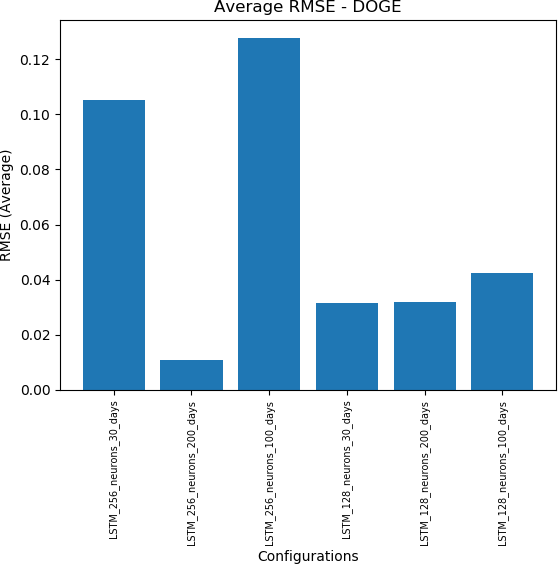 Average RMSE - DOGE
RMSE (Average)
0.12
0.10
0.08
0.06
0.04
0.02
0.00
LSTM_256_neurons_30_days
LSTM_256_neurons_200_days
LSTM_256_neurons_100_days
LSTM_128_neurons_30_days
LSTM_128_neurons_200_days
LSTM_128_neurons_100_days
Configurations